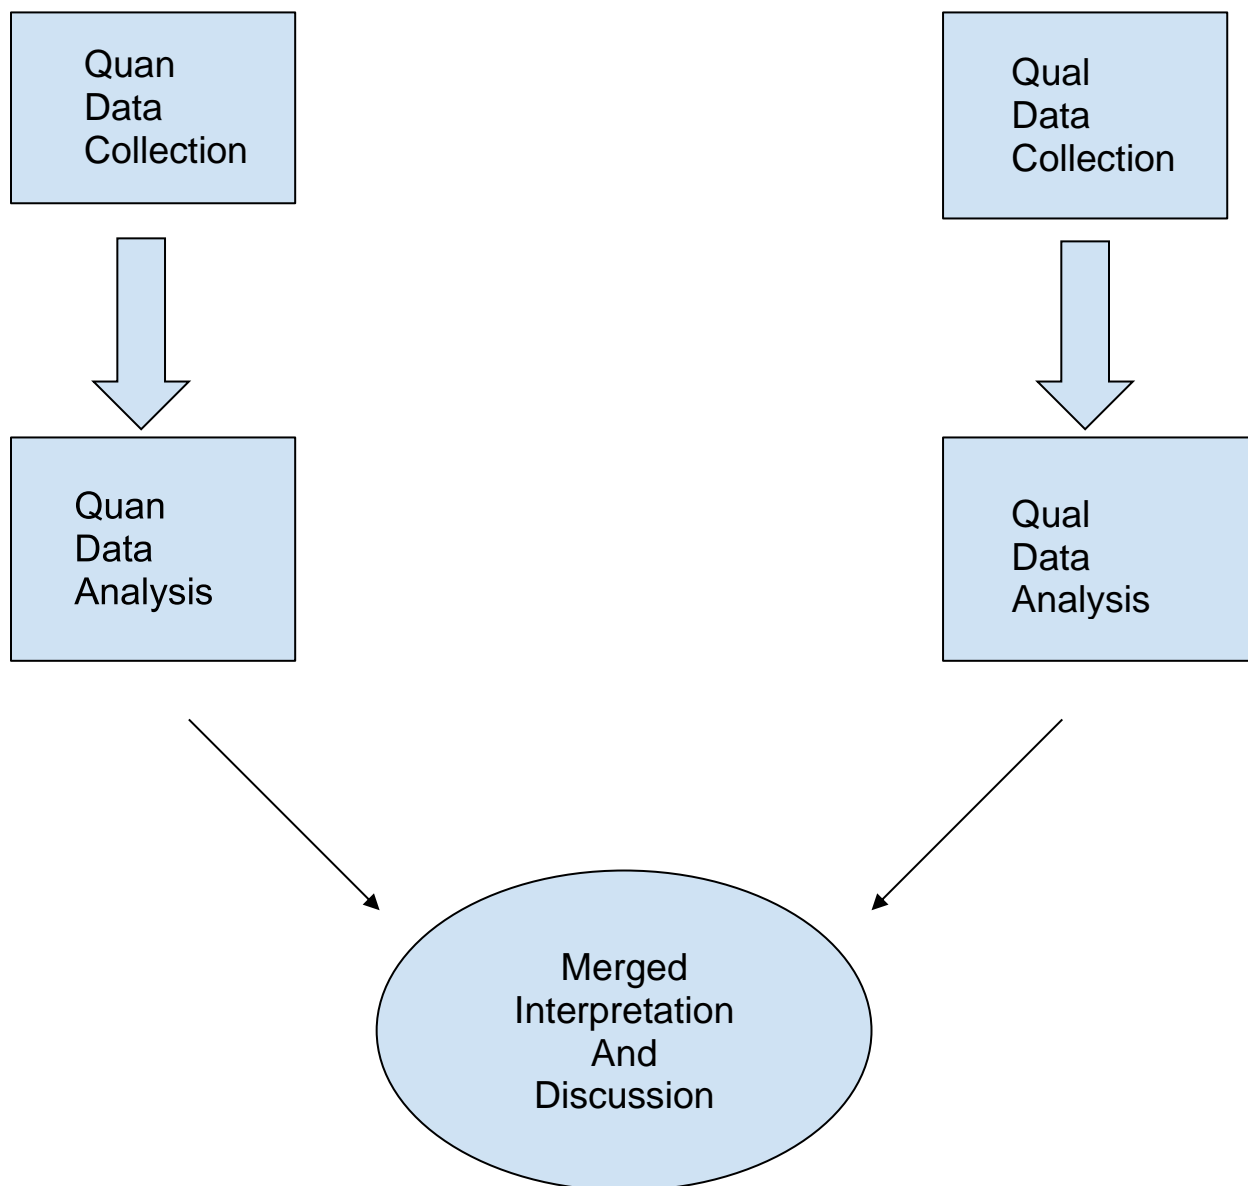 Quan
Data
Collection
Qual
Data
Collection
Quan
Data
Analysis
Qual
Data
Analysis
Merged
Interpretation
And
Discussion